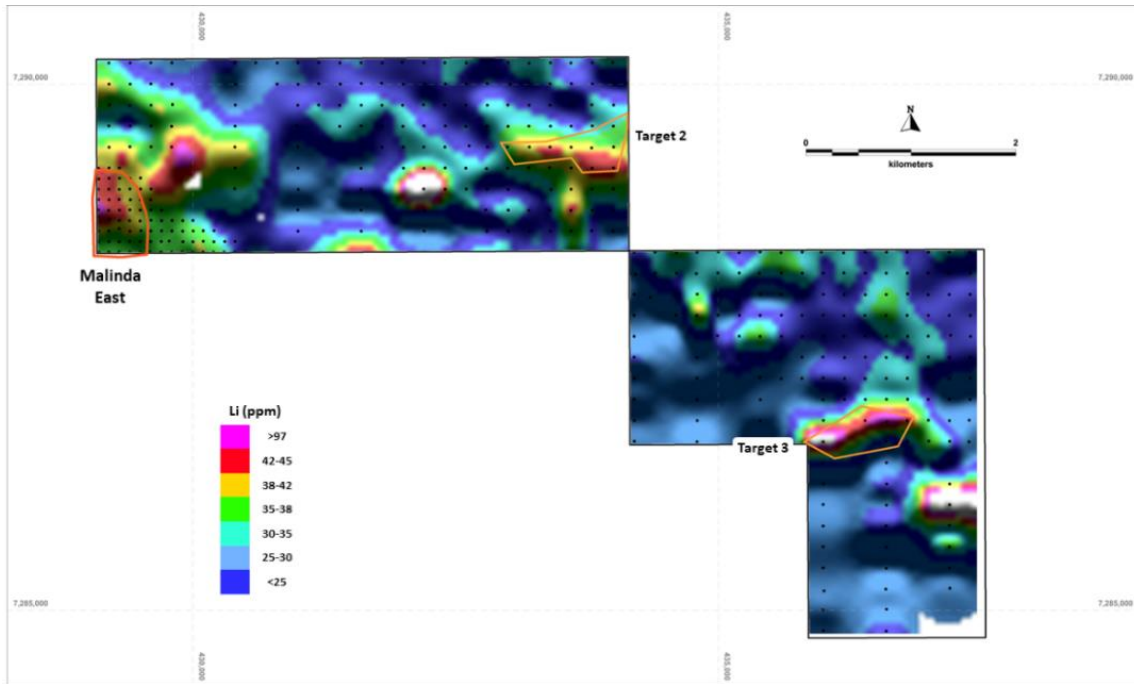 430,000
435,000
7,290,000
7,290,000
N
0
2
kilometers
Target 2
Malinda
East
Target 3
Li (ppm)
>97
42-45
38-42
35-38
30-35
25-30
<25
7,285,000
7,285,000
430,000
435,000